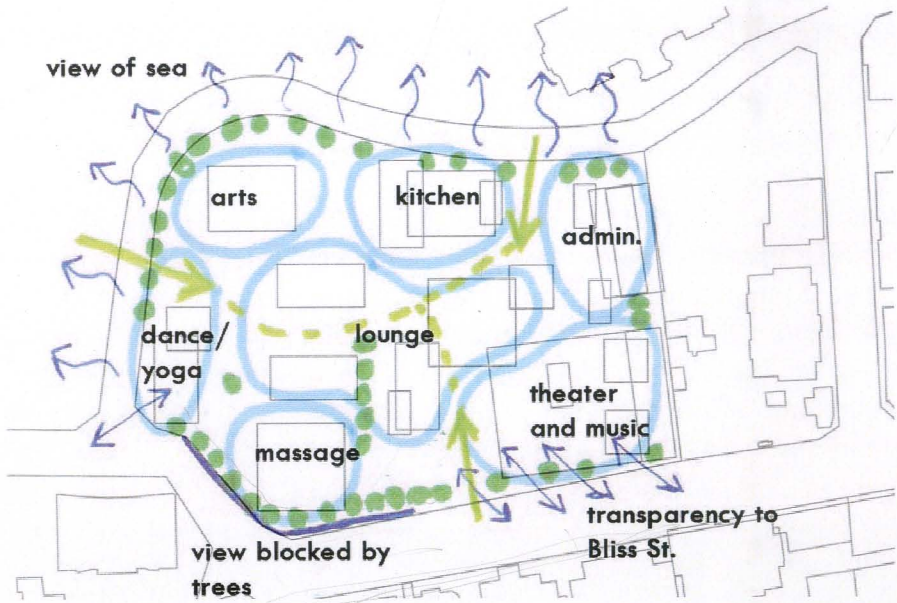 view of sea
arts
kitchen
admin.
dance/
yoga
lounge
theater
and music
massage
transparency to
Bliss St.
view blocked by
trees